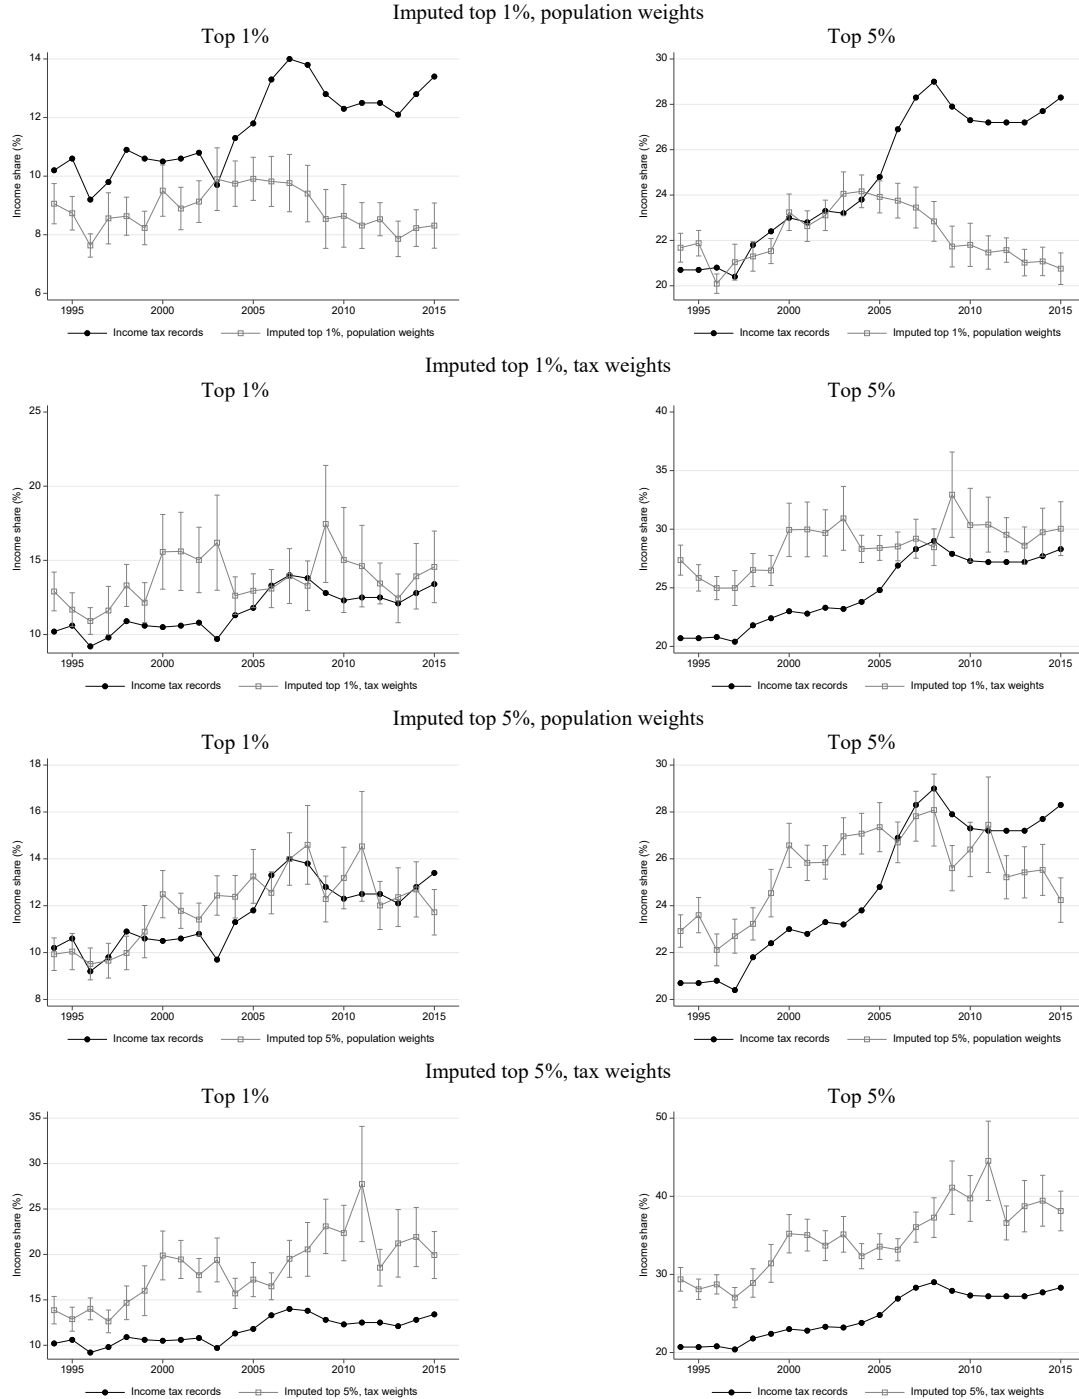 Imputed top 1%, population weights
Top 1%
Income share (%)
14
12
10
8
6
1995 2000 2005 2010 2015
Income tax records Imputed top 1%, population weights
Top 5%
Income share (%)
30
28
26
24
22
20
1995 2000 2005 2010 2015
Income tax records Imputed top 1%, population weights
Imputed top 1%, tax weights
Top 1%
Income share (%)
25
20
15
10
1995 2000 2005 2010 2015
Income tax records Imputed top 1%, tax weights
Top 5%
Income share (%)
40
35
30
25
20
1995 2000 2005 2010 2015
Income tax records Imputed top 1%, tax weights
Imputed top 5%, population weights
Top 1%
Income share (%)
18
16
14
12
10
8
1995 2000 2005 2010 2015
Income tax records Imputed top 5%, population weights
Top 5%
Income share (%)
30
28
26
24
22
20
1995 2000 2005 2010 2015
Income tax records Imputed top 5%, population weights
Imputed top 5%, tax weights
Top 1%
Income share (%)
35
30
25
20
15
10
1995 2000 2005 2010 2015
Income tax records Imputed top 5%, tax weights
Top 5%
Income share (%)
50
40
30
20
1995 2000 2005 2010 2015
Income tax records Imputed top 5%, tax weights